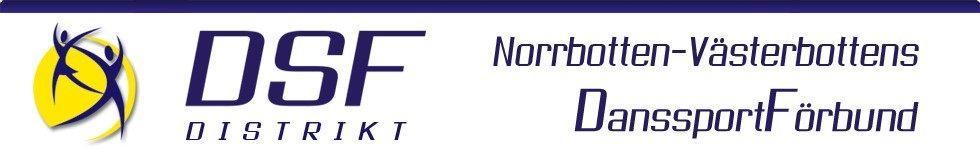 DSF
DISTRIKT
Norrbotten-Västerbottens
DanssportFörbund